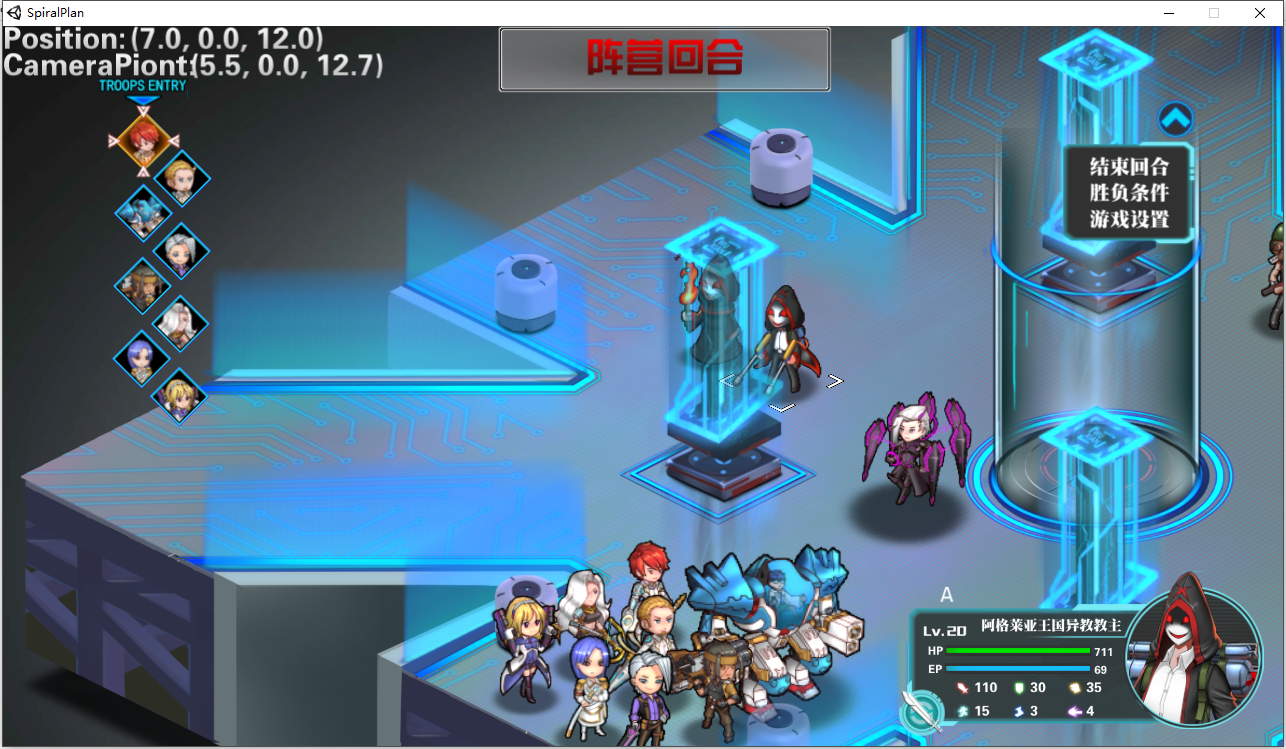 SpiralPlan
Position: (7.0, 0.0, 12.0)
CameraPiont:(5.5, 0.0, 12.7)
TROOPS ENTRY
阵营回合
结束回合
胜负条件
游戏设置
A
Lv.20 阿格莱亚王国异教教主
HP 711
EP 69
110 30 35
15 3 4